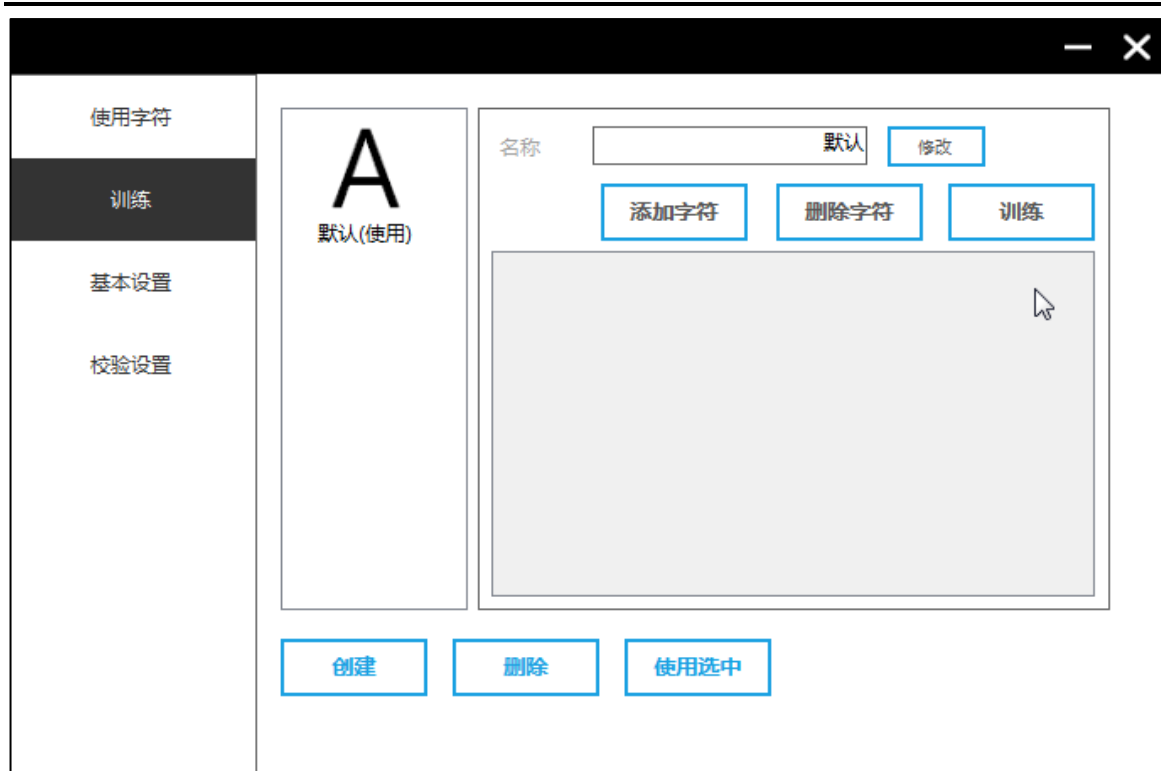 使用字符
训练
基本设置
校验设置
A
默认(使用)
名称 默认 修改
添加字符 删除字符 训练
创建 删除 使用选中